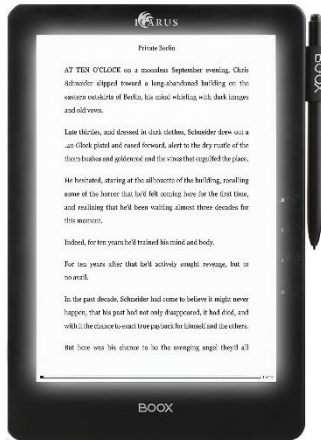 ICARUS
Private Berlin
AT TEN O'CLOCK on a moonless September evening, Chris
Schneider slipped toward a long-abandoned building on the
eastern outskirts of Berlin, his mind whirling with dark images
and old vows.
Late thirties, and dressed in dark clothes, Schneider drew out a
.40 Glock pistol and eased forward, alert to the dry rustle of the
thorn bushes and goldenrod and the vines that engulfed the place.
He hesitated, staring at the silhouette of the building, recalling
some of the horror that he'd felt coming here for the first time,
and realizing that he'd been waiting almost three decades for
this moment.
Indeed, for ten years he'd trained his mind and body.
For ten years after that he'd actively sought revenge, but to
no avail.
In the past decade, Schneider had come to believe it might never
happen, that his past had not only disappeared, it had died, and
with it the chance to exact true payback for himself and the others.
But here was his chance to be the avenging angel they'd all
BOOX
BOOX